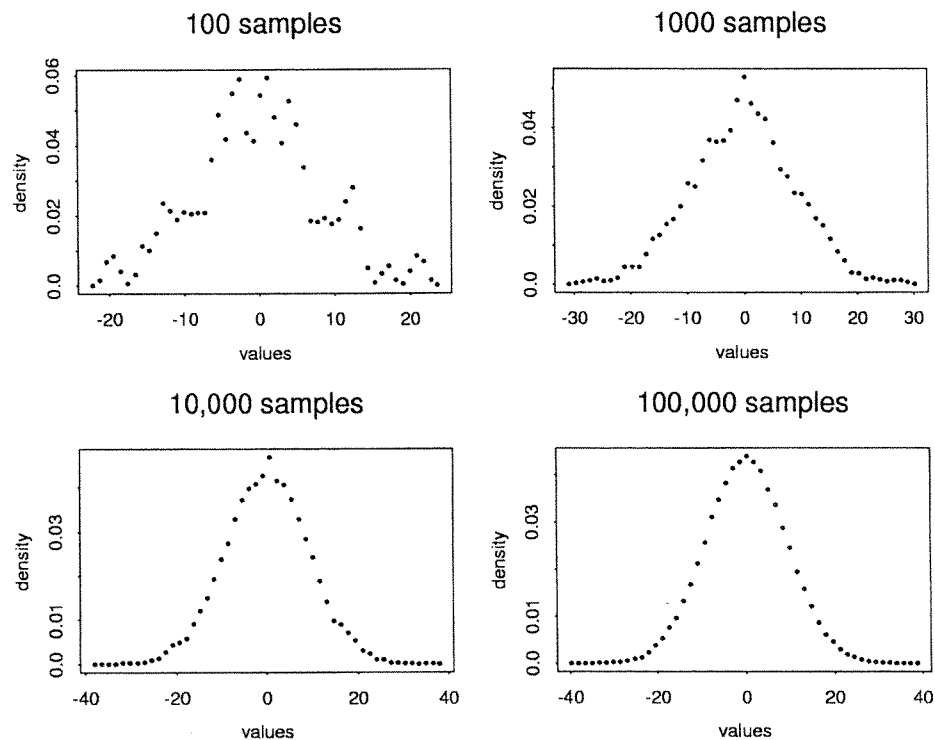 100 samples
1000 samples
density
0.0 0.02 0.04 0.06
-20 -10 0 10 20
values
density
0.0 0.02 0.04
-30 -20 -10 0 10 20 30
values
10,000 samples
100,000 samples
density
0.0 0.01 0.03
-40 -20 0 20 40
values
density
0.0 0.01 0.03
-40 -20 0 20 40
values